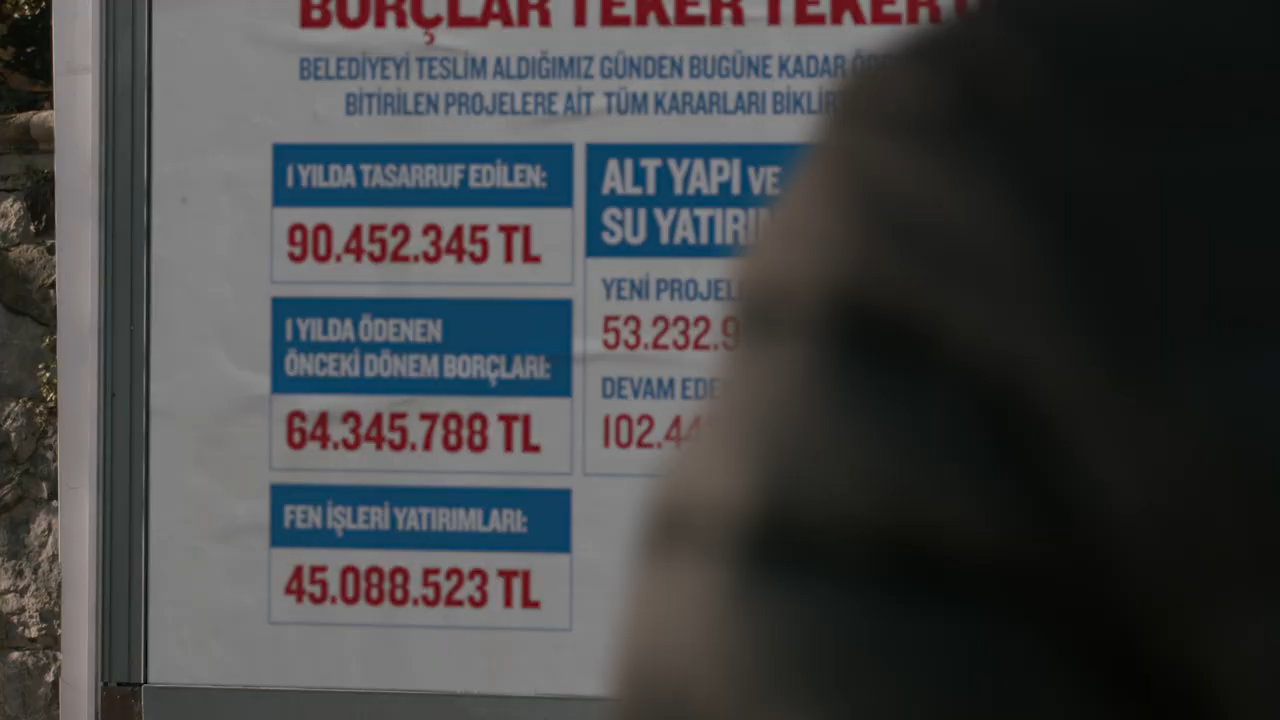 BORÇLAR TEKER TEKER
BELEDİYEYİ TESLİM ALDIĞIMIZ GÜNDEN BUGÜNE KADAR
BİTİRİLEN PROJELERE AİT TÜM KARARLARI
1 YILDA TASARRUF EDİLEN:
90.452.345 TL
1 YILDA ÖDENEN
ÖNCEKİ DÖNEM BORÇLARI:
64.345.788 TL
FEN İŞLERİ YATIRIMLARI:
45.088.523 TL
ALT YAPI VE
SU
YENİ
53.232.9
DEVAM
102.44